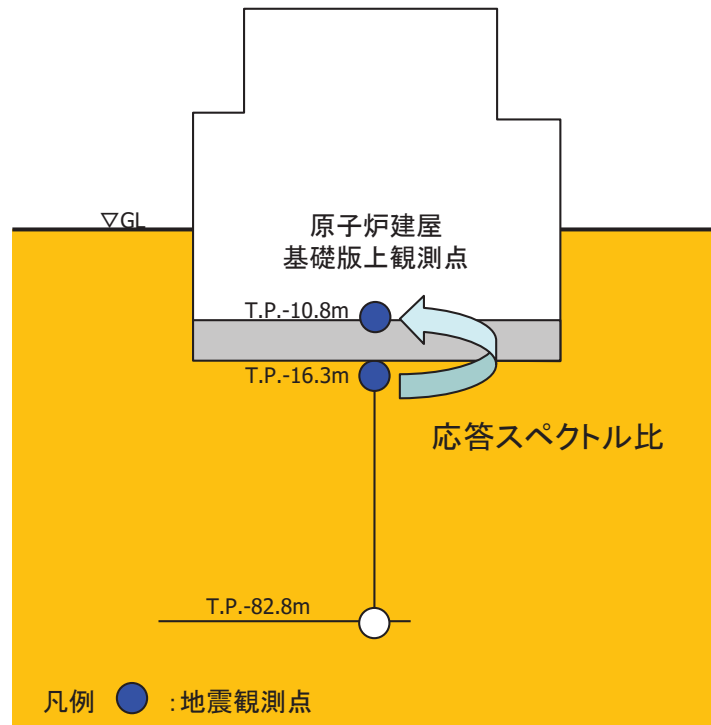 ▽GL
原子炉建屋
基礎版上観測点
T.P.-10.8m
T.P.-16.3m
応答スペクトル比
T.P.-82.8m
凡例 :地震観測点